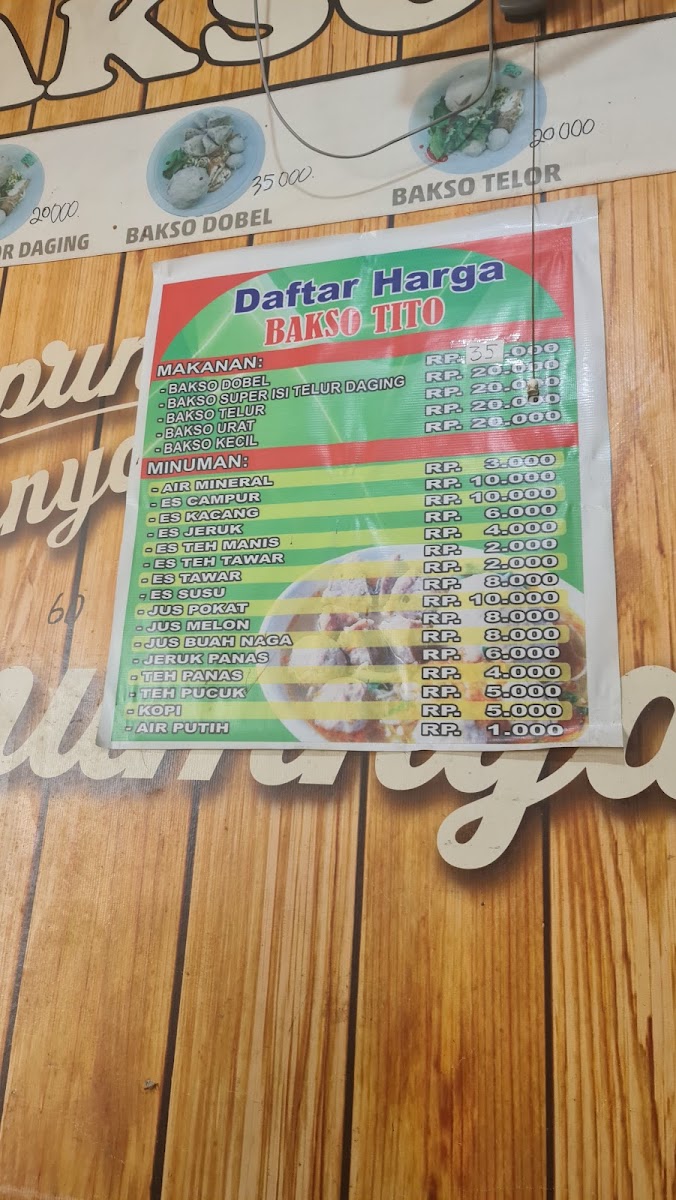 AKSO
20000
35 000.
20 000
R DAGING
BAKSO DOBEL
BAKSO TELOR
Daftar Harga
BAKSO TITO
MAKANAN:
- BAKSO DOBEL RP. 35.000
- BAKSO SUPER ISI TELUR DAGING RP. 20.000
- BAKSO TELUR RP. 20.000
- BAKSO URAT RP. 20.000
- BAKSO KECIL RP. 20.000
MINUMAN:
- AIR MINERAL RP. 3.000
- ES CAMPUR RP. 10.000
- ES KACANG RP. 10.000
- ES JERUK RP. 6.000
- ES TEH MANIS RP. 4.000
- ES TEH TAWAR RP. 2.000
- ES TAWAR RP. 2.000
- ES SUSU RP. 8.000
- JUS POKAT RP. 10.000
- JUS MELON RP. 8.000
- JUS BUAH NAGA RP. 8.000
- JERUK PANAS RP. 6.000
- TEH PANAS RP. 4.000
- TEH PUCUK RP. 5.000
- KOPI RP. 5.000
- AIR PUTIH RP. 1.000
60